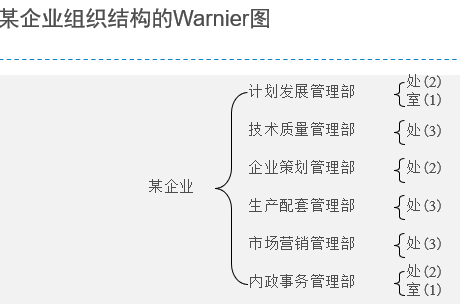 某企业组织结构的Warnier图
某企业
计划发展管理部 处(2)
室(1)
技术质量管理部 处(3)
企业策划管理部 处(2)
生产配套管理部 处(3)
市场营销管理部 处(3)
内政事务管理部 处(2)
室(1)